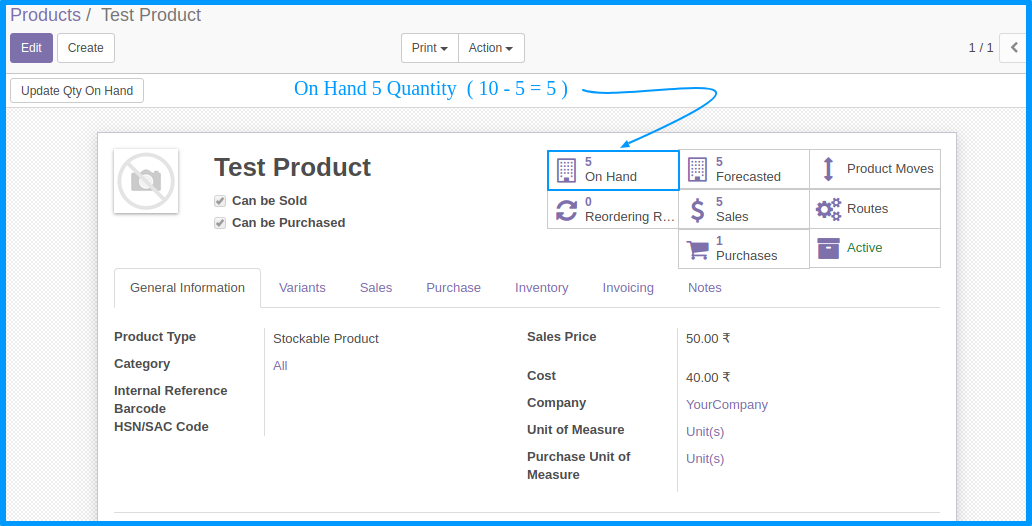 Products / Test Product
Edit Create Print Action 1 / 1
Update Qty On Hand
On Hand 5 Quantity ( 10 - 5 = 5 )
Test Product
Can be Sold
Can be Purchased
5
On Hand
5
Forecasted
Product Moves
0
Reordering R...
5
Sales
Routes
1
Purchases
Active
General Information Variants Sales Purchase Inventory Invoicing Notes
Product Type Stockable Product
Category All
Internal Reference
Barcode
HSN/SAC Code
Sales Price 50.00 ₹
Cost 40.00 ₹
Company YourCompany
Unit of Measure Unit(s)
Purchase Unit of Unit(s)
Measure